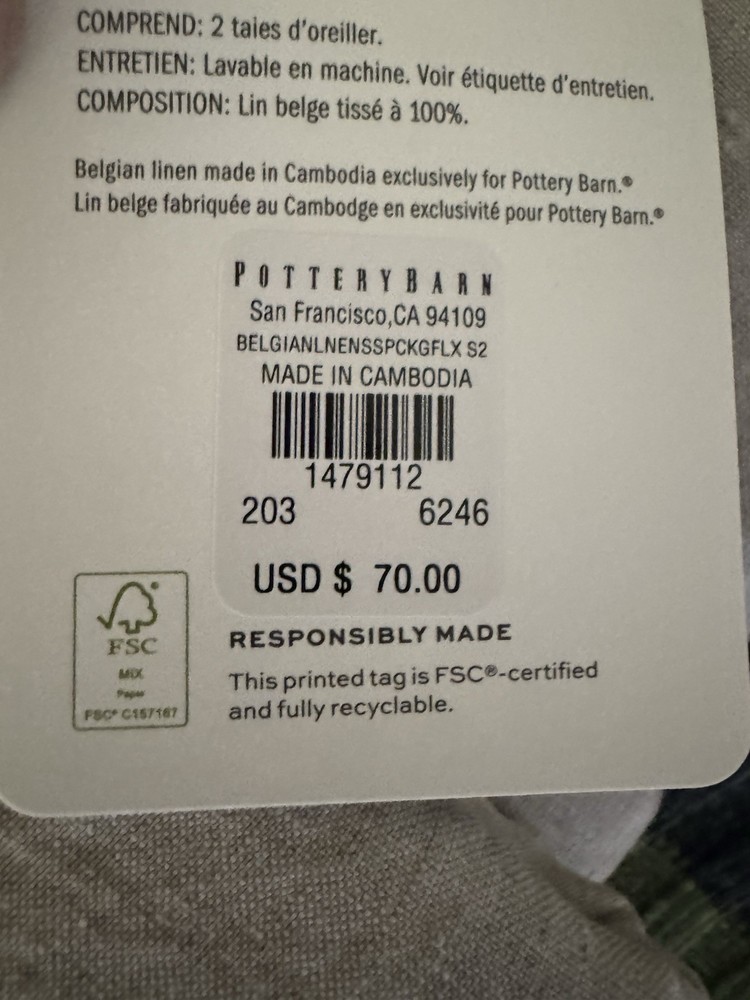 COMPREND: 2 taies d'oreiller.
ENTRETIEN: Lavable en machine. Voir étiquette d'entretien.
COMPOSITION: Lin belge tissé à 100%.
Belgian linen made in Cambodia exclusively for Pottery Barn.®
Lin belge fabriquée au Cambodge en exclusivité pour Pottery Barn.®
POTTERYBARN
San Francisco,CA 94109
BELGIANLNENSSPCKGFLX S2
MADE IN CAMBODIA
1479112
203 6246
USD $ 70.00
FSC
MIX
Paper
FSC® C157167
RESPONSIBLY MADE
This printed tag is FSC®-certified
and fully recyclable.